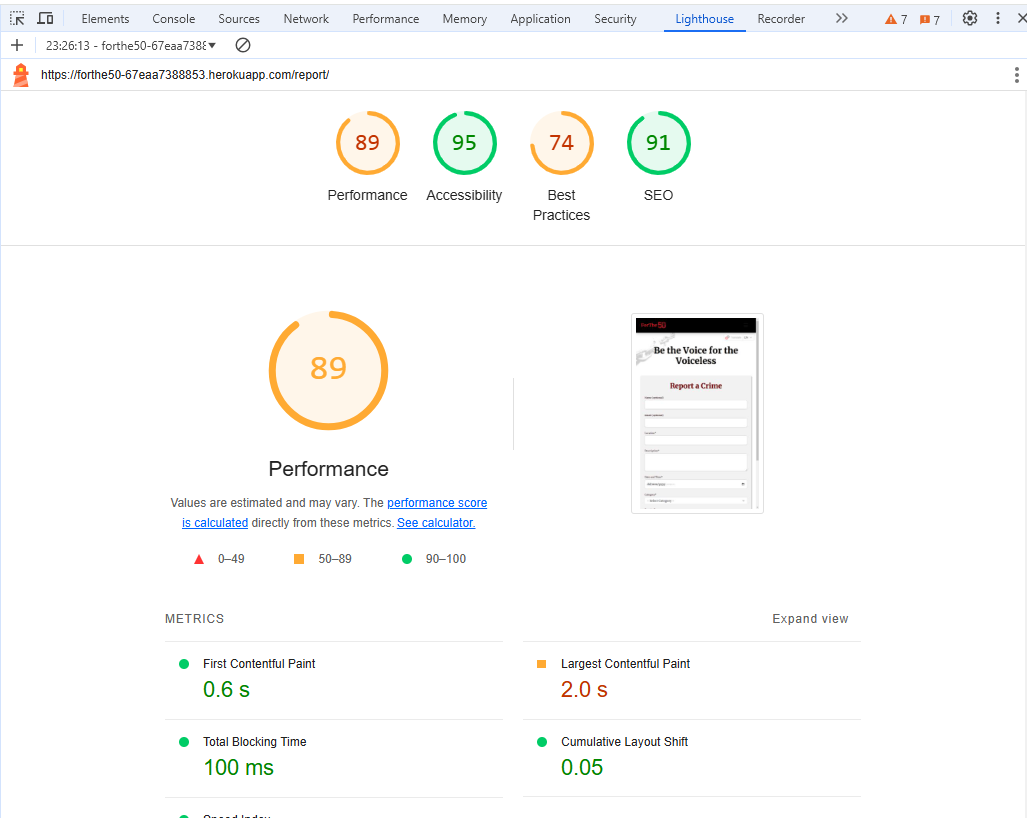 Elements Console Sources Network Performance Memory Application Security Lighthouse Recorder 7 7
23:26:13 - forthe50-67eaa7388
https://forthe50-67eaa7388853.herokuapp.com/report/
89 95 74 91
Performance Accessibility Best Practices SEO
89
ForThe50
Be the Voice for the
Voiceless
Report a Crime
Performance
Values are estimated and may vary. The performance score
is calculated directly from these metrics. See calculator.
0–49 50–89 90–100
METRICS Expand view
First Contentful Paint Largest Contentful Paint
0.6 s 2.0 s
Total Blocking Time Cumulative Layout Shift
100 ms 0.05
Speed Index